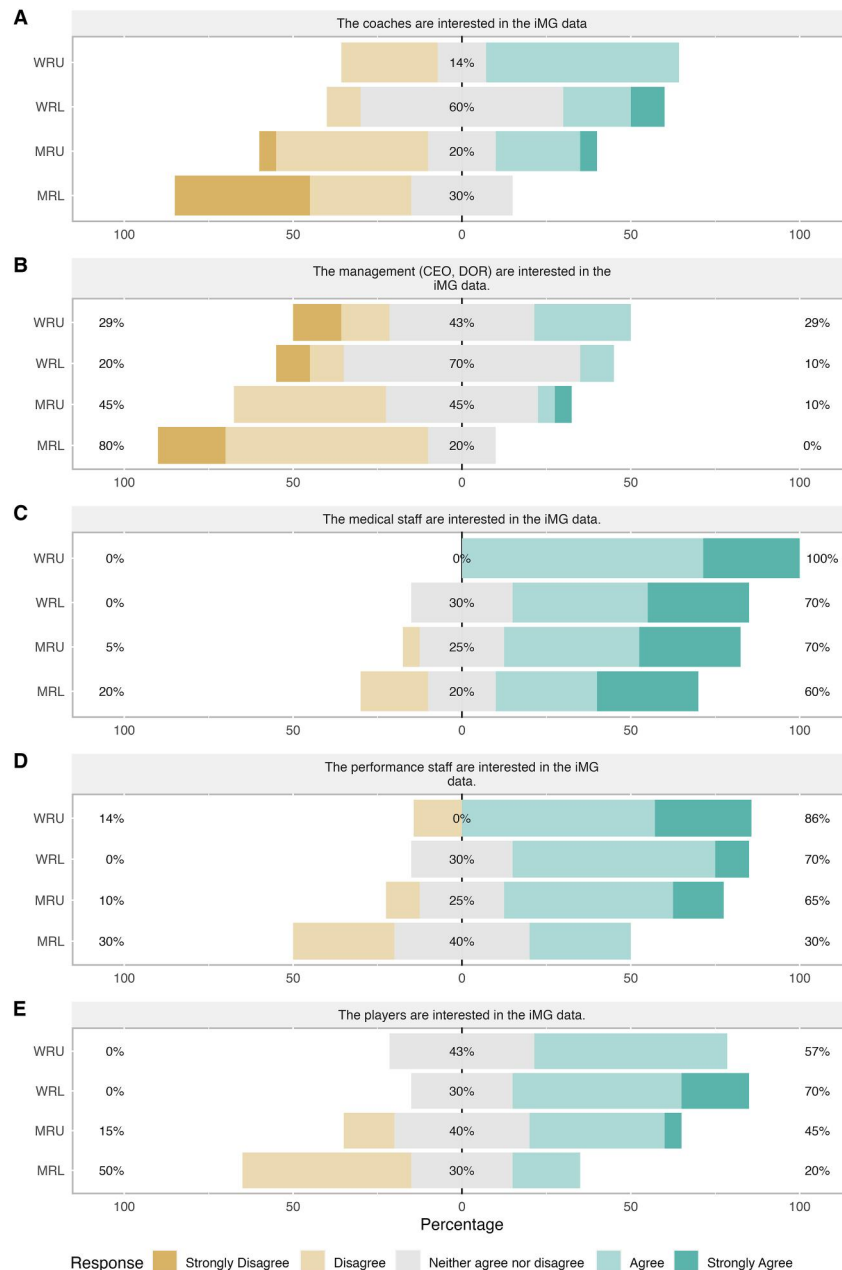 A
The coaches are interested in the iMG data
WRU 14%
WRL 60%
MRU 20%
MRL 30%
100 50 0 50 100
B
The management (CEO, DOR) are interested in the
iMG data.
WRU 29% 43% 29%
WRL 20% 70% 10%
MRU 45% 45% 10%
MRL 80% 20% 0%
100 50 0 50 100
C
The medical staff are interested in the iMG data.
WRU 0% 0% 100%
WRL 0% 30% 70%
MRU 5% 25% 70%
MRL 20% 20% 60%
100 50 0 50 100
D
The performance staff are interested in the iMG
data.
WRU 14% 0% 86%
WRL 0% 30% 70%
MRU 10% 25% 65%
MRL 30% 40% 30%
100 50 0 50 100
E
The players are interested in the iMG data.
WRU 0% 43% 57%
WRL 0% 30% 70%
MRU 15% 40% 45%
MRL 50% 30% 20%
100 50 0 50 100
Percentage
Response Strongly Disagree Disagree Neither agree nor disagree Agree Strongly Agree